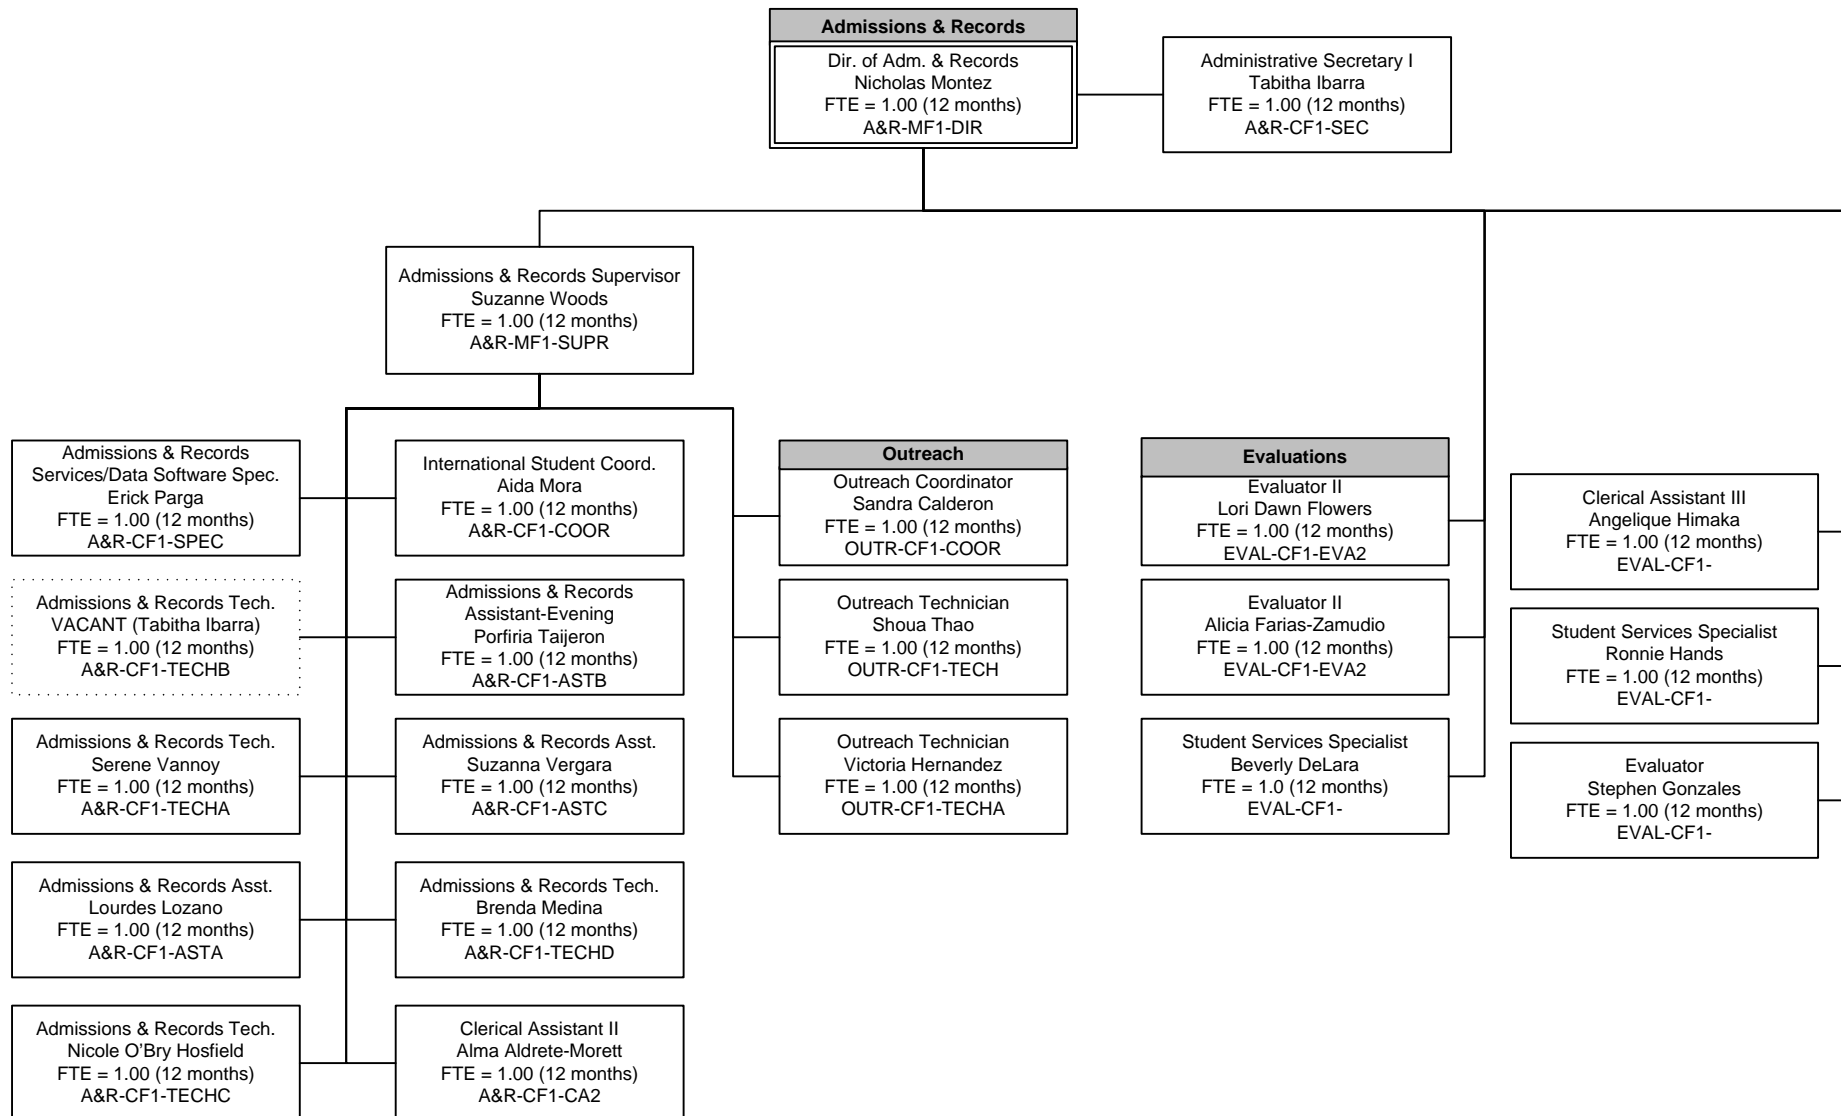 Admissions & Records
Dir. of Adm. & Records
Nicholas Montez
FTE = 1.00 (12 months)
A&R-MF1-DIR
Administrative Secretary I
Tabitha Ibarra
FTE = 1.00 (12 months)
A&R-CF1-SEC
Admissions & Records Supervisor
Suzanne Woods
FTE = 1.00 (12 months)
A&R-MF1-SUPR
Admissions & Records
Services/Data Software Spec.
Erick Parga
FTE = 1.00 (12 months)
A&R-CF1-SPEC
International Student Coord.
Aida Mora
FTE = 1.00 (12 months)
A&R-CF1-COOR
Outreach
Outreach Coordinator
Sandra Calderon
FTE = 1.00 (12 months)
OUTR-CF1-COOR
Evaluations
Evaluator II
Lori Dawn Flowers
FTE = 1.00 (12 months)
EVAL-CF1-EVA2
Clerical Assistant III
Angelique Himaka
FTE = 1.00 (12 months)
EVAL-CF1-
Admissions & Records Tech.
VACANT (Tabitha Ibarra)
FTE = 1.00 (12 months)
A&R-CF1-TECHB
Admissions & Records
Assistant-Evening
Porfiria Taijeron
FTE = 1.00 (12 months)
A&R-CF1-ASTB
Outreach Technician
Shoua Thao
FTE = 1.00 (12 months)
OUTR-CF1-TECH
Evaluator II
Alicia Farias-Zamudio
FTE = 1.00 (12 months)
EVAL-CF1-EVA2
Student Services Specialist
Ronnie Hands
FTE = 1.00 (12 months)
EVAL-CF1-
Admissions & Records Tech.
Serene Vannoy
FTE = 1.00 (12 months)
A&R-CF1-TECHA
Admissions & Records Asst.
Suzanna Vergara
FTE = 1.00 (12 months)
A&R-CF1-ASTC
Outreach Technician
Victoria Hernandez
FTE = 1.00 (12 months)
OUTR-CF1-TECHA
Student Services Specialist
Beverly DeLara
FTE = 1.0 (12 months)
EVAL-CF1-
Evaluator
Stephen Gonzales
FTE = 1.00 (12 months)
EVAL-CF1-
Admissions & Records Asst.
Lourdes Lozano
FTE = 1.00 (12 months)
A&R-CF1-ASTA
Admissions & Records Tech.
Brenda Medina
FTE = 1.00 (12 months)
A&R-CF1-TECHD
Admissions & Records Tech.
Nicole O’Bry Hosfield
FTE = 1.00 (12 months)
A&R-CF1-TECHC
Clerical Assistant II
Alma Aldrete-Morett
FTE = 1.00 (12 months)
A&R-CF1-CA2